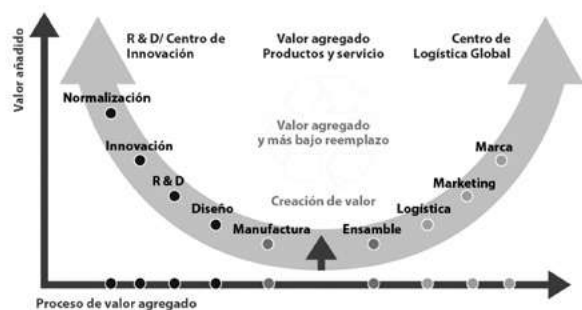 R & D/ Centro de
Innovación
Valor agregado
Productos y servicio
Centro de
Logística Global
Valor añadido
Normalización
Valor agregado
y más bajo reemplazo
Innovación
Marca
R & D
Marketing
Creación de valor
Diseño
Logística
Manufactura
Ensamble
Proceso de valor agregado